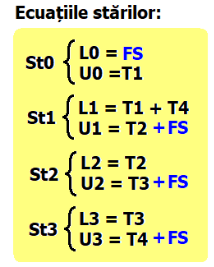 Ecuațiile stărilor:
St0 { L0 = FS
U0 =T1
St1 { L1 = T1 + T4
U1 = T2 +FS
St2 { L2 = T2
U2 = T3 +FS
St3 { L3 = T3
U3 = T4 +FS